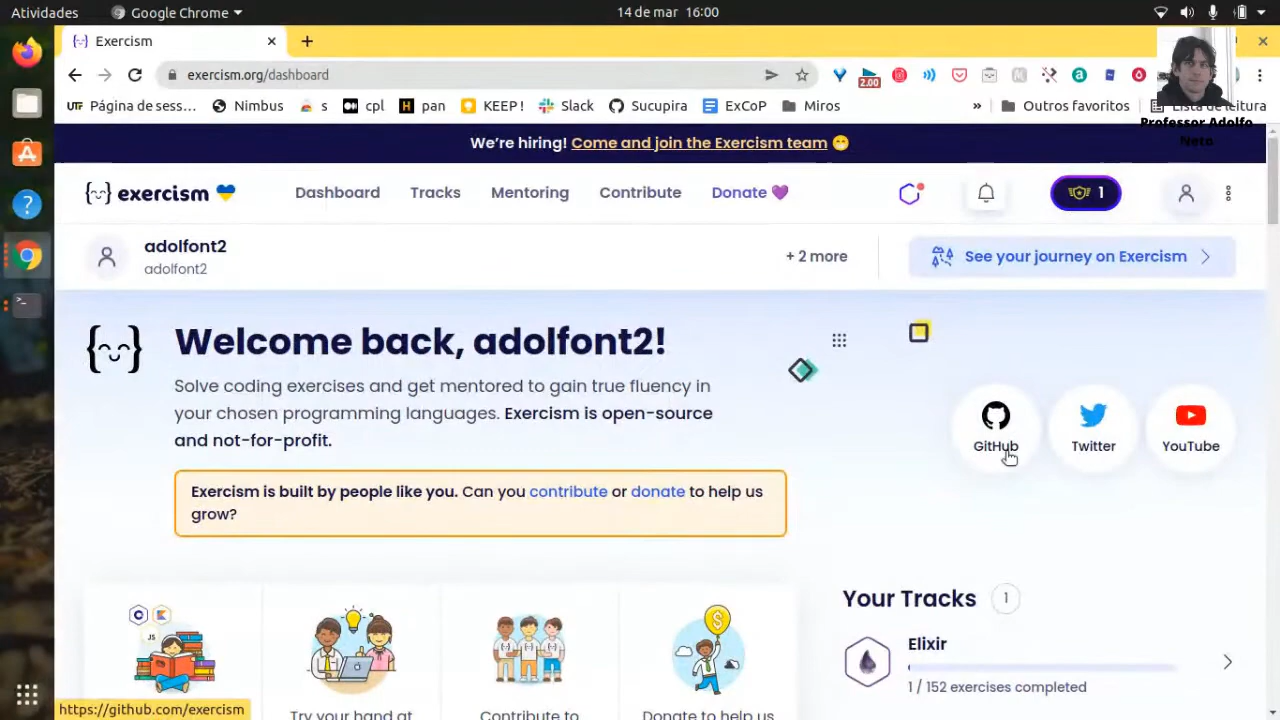 Atividades
Google Chrome
14 de mar 16:00
Exercism
exercism.org/dashboard
2.00
Página de sess...
Nimbus
s
cpl
pan
KEEP!
Slack
Sucupira
ExCoP
Miros
»
Outros favoritos
Lista de leitura
Professor Adolfo
Neto
We're hiring! Come and join the Exercism team 😁
exercism
Dashboard
Tracks
Mentoring
Contribute
Donate 💜
1
adolfont2
adolfont2
+ 2 more
See your journey on Exercism
Welcome back, adolfont2!
Solve coding exercises and get mentored to gain true fluency in
your chosen programming languages. Exercism is open-source
and not-for-profit.
GitHub
Twitter
YouTube
Exercism is built by people like you. Can you contribute or donate to help us
grow?
Your Tracks 1
Elixir
1 / 152 exercises completed
JS
Try your hand at
Contribute to
Donate to help us
https://github.com/exercism